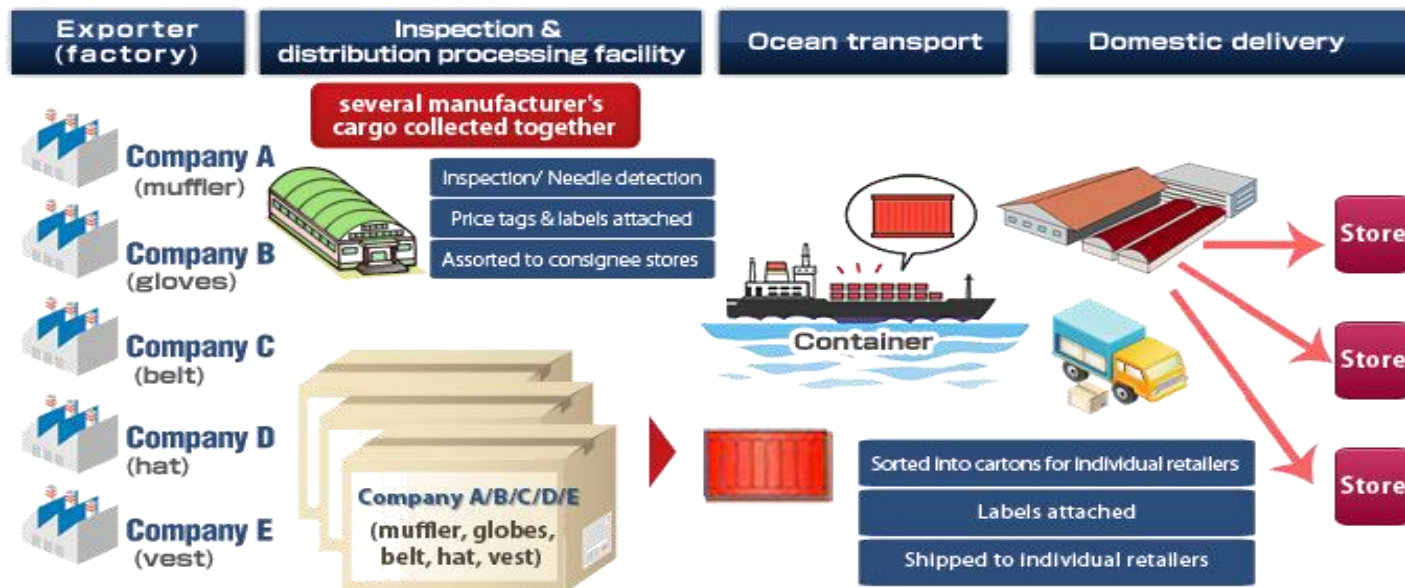 Exporter
(factory)
Inspection &
distribution processing facility
Ocean transport
Domestic delivery
several manufacturer's
cargo collected together
Company A
(muffler)
Company B
(gloves)
Company C
(belt)
Company D
(hat)
Company E
(vest)
Inspection/ Needle detection
Price tags & labels attached
Assorted to consignee stores
Company A/B/C/D/E
(muffler, globes,
belt, hat, vest)
Container
Sorted into cartons for individual retailers
Labels attached
Shipped to individual retailers
Store
Store
Store